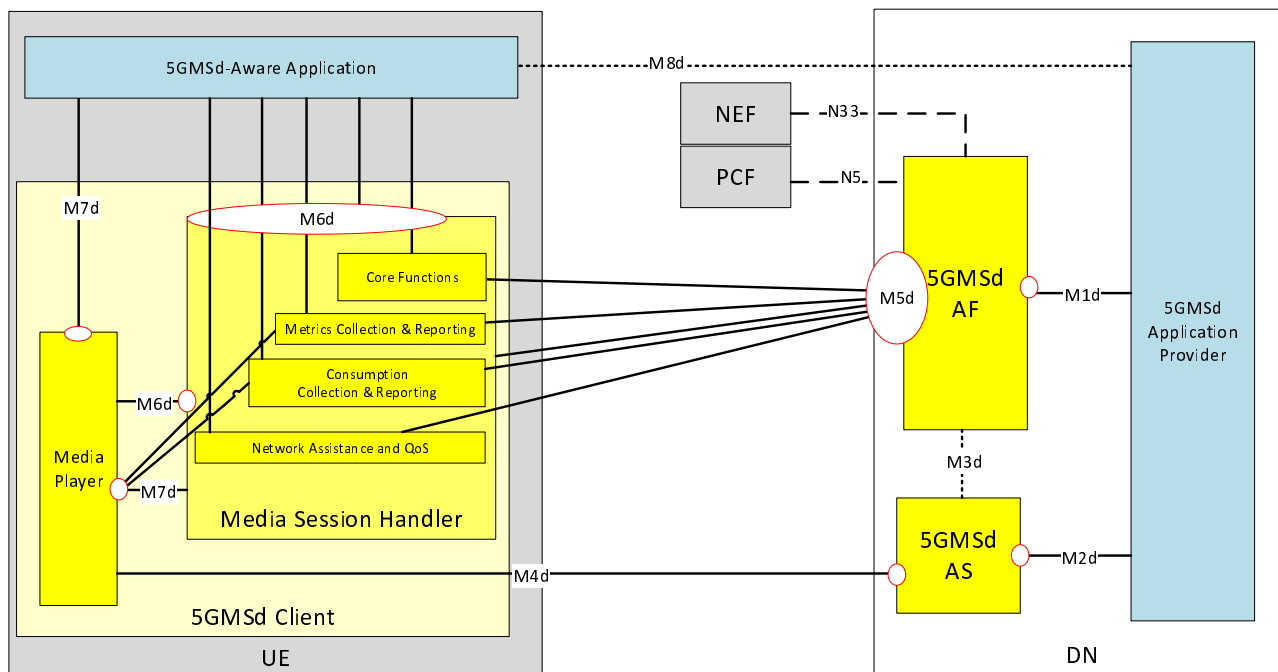 5GMSd-Aware Application
M8d
NEF
N33
PCF
N5
M7d
M6d
Core Functions
5GMSd
AF
M5d
M1d
5GMSd
Application
Provider
Metrics Collection & Reporting
Consumption
Collection & Reporting
M6d
Network Assistance and QoS
Media
Player
M7d
Media Session Handler
M3d
5GMSd
AS
M2d
M4d
5GMSd Client
UE
DN